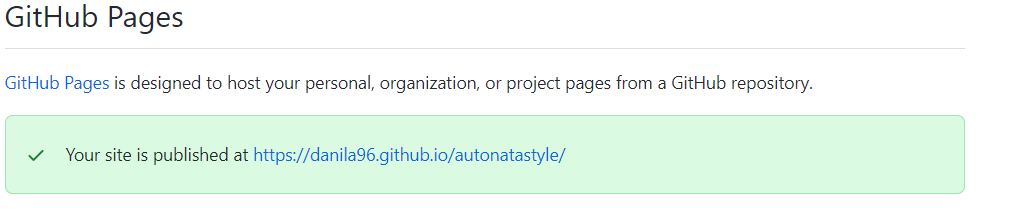 GitHub Pages
GitHub Pages is designed to host your personal, organization, or project pages from a GitHub repository.
Your site is published at https://danila96.github.io/autonatastyle/